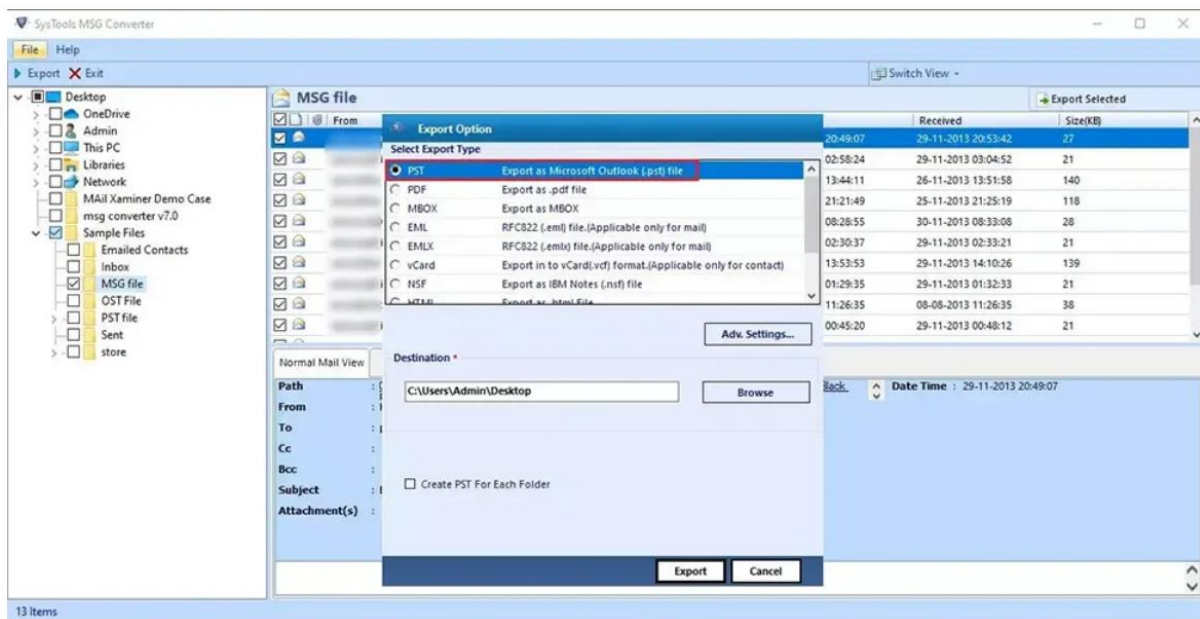 SysTools MSG Converter
File Help
Export Exit
Switch View
Desktop
OneDrive
Admin
This PC
Libraries
Network
MAil Xaminer Demo Case
msg converter v7.0
Sample Files
Emailed Contacts
Inbox
MSG file
OST File
PST file
Sent
store
MSG file
Export Selected
From Received Size(KB)
20:49:07 29-11-2013 20:53:42 27
02:58:24 29-11-2013 03:04:52 21
13:44:11 26-11-2013 13:51:58 140
21:21:49 25-11-2013 21:25:19 118
08:28:55 30-11-2013 08:33:08 28
02:30:37 29-11-2013 02:33:21 21
13:53:53 29-11-2013 14:10:26 139
01:29:35 29-11-2013 01:32:33 21
11:26:35 08-08-2013 11:26:35 38
00:45:20 29-11-2013 00:48:12 21
Export Option
Select Export Type
PST Export as Microsoft Outlook (.pst) file
PDF Export as .pdf file
MBOX Export as MBOX
EML RFC822 (.eml) file.(Applicable only for mail)
EMLX RFC822 (.emlx) file.(Applicable only for mail)
vCard Export in to vCard(.vcf) format.(Applicable only for contact)
NSF Export as IBM Notes (.nsf) file
HTML Export as .html File
Adv. Settings...
Destination *
C:\Users\Admin\Desktop Browse
Create PST For Each Folder
Export Cancel
Normal Mail View
Path : Black Date Time : 29-11-2013 20:49:07
From :
To :
Cc :
Bcc :
Subject :
Attachment(s) :
13 Items